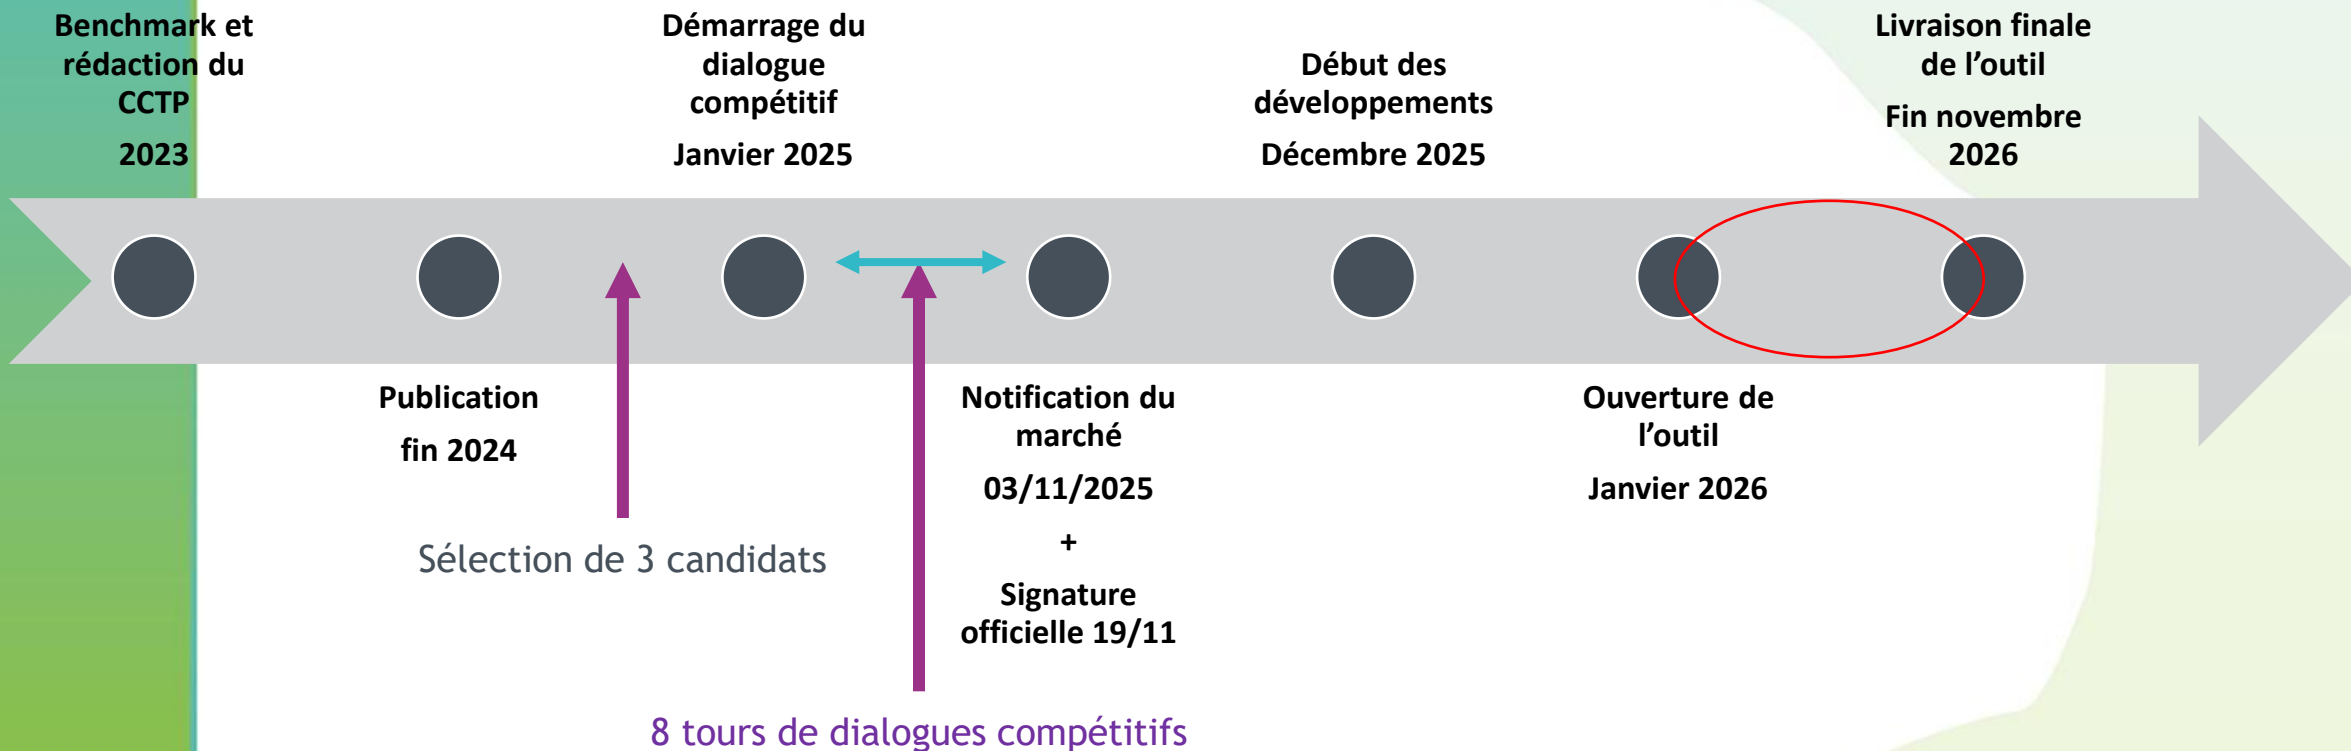 Benchmark et
rédaction du
CCTP
2023
Démarrage du
dialogue
compétitif
Janvier 2025
Début des
développements
Décembre 2025
Livraison finale
de l’outil
Fin novembre
2026
Publication
fin 2024
Notification du
marché
03/11/2025
+
Signature
officielle 19/11
Ouverture de
l’outil
Janvier 2026
Sélection de 3 candidats
8 tours de dialogues compétitifs